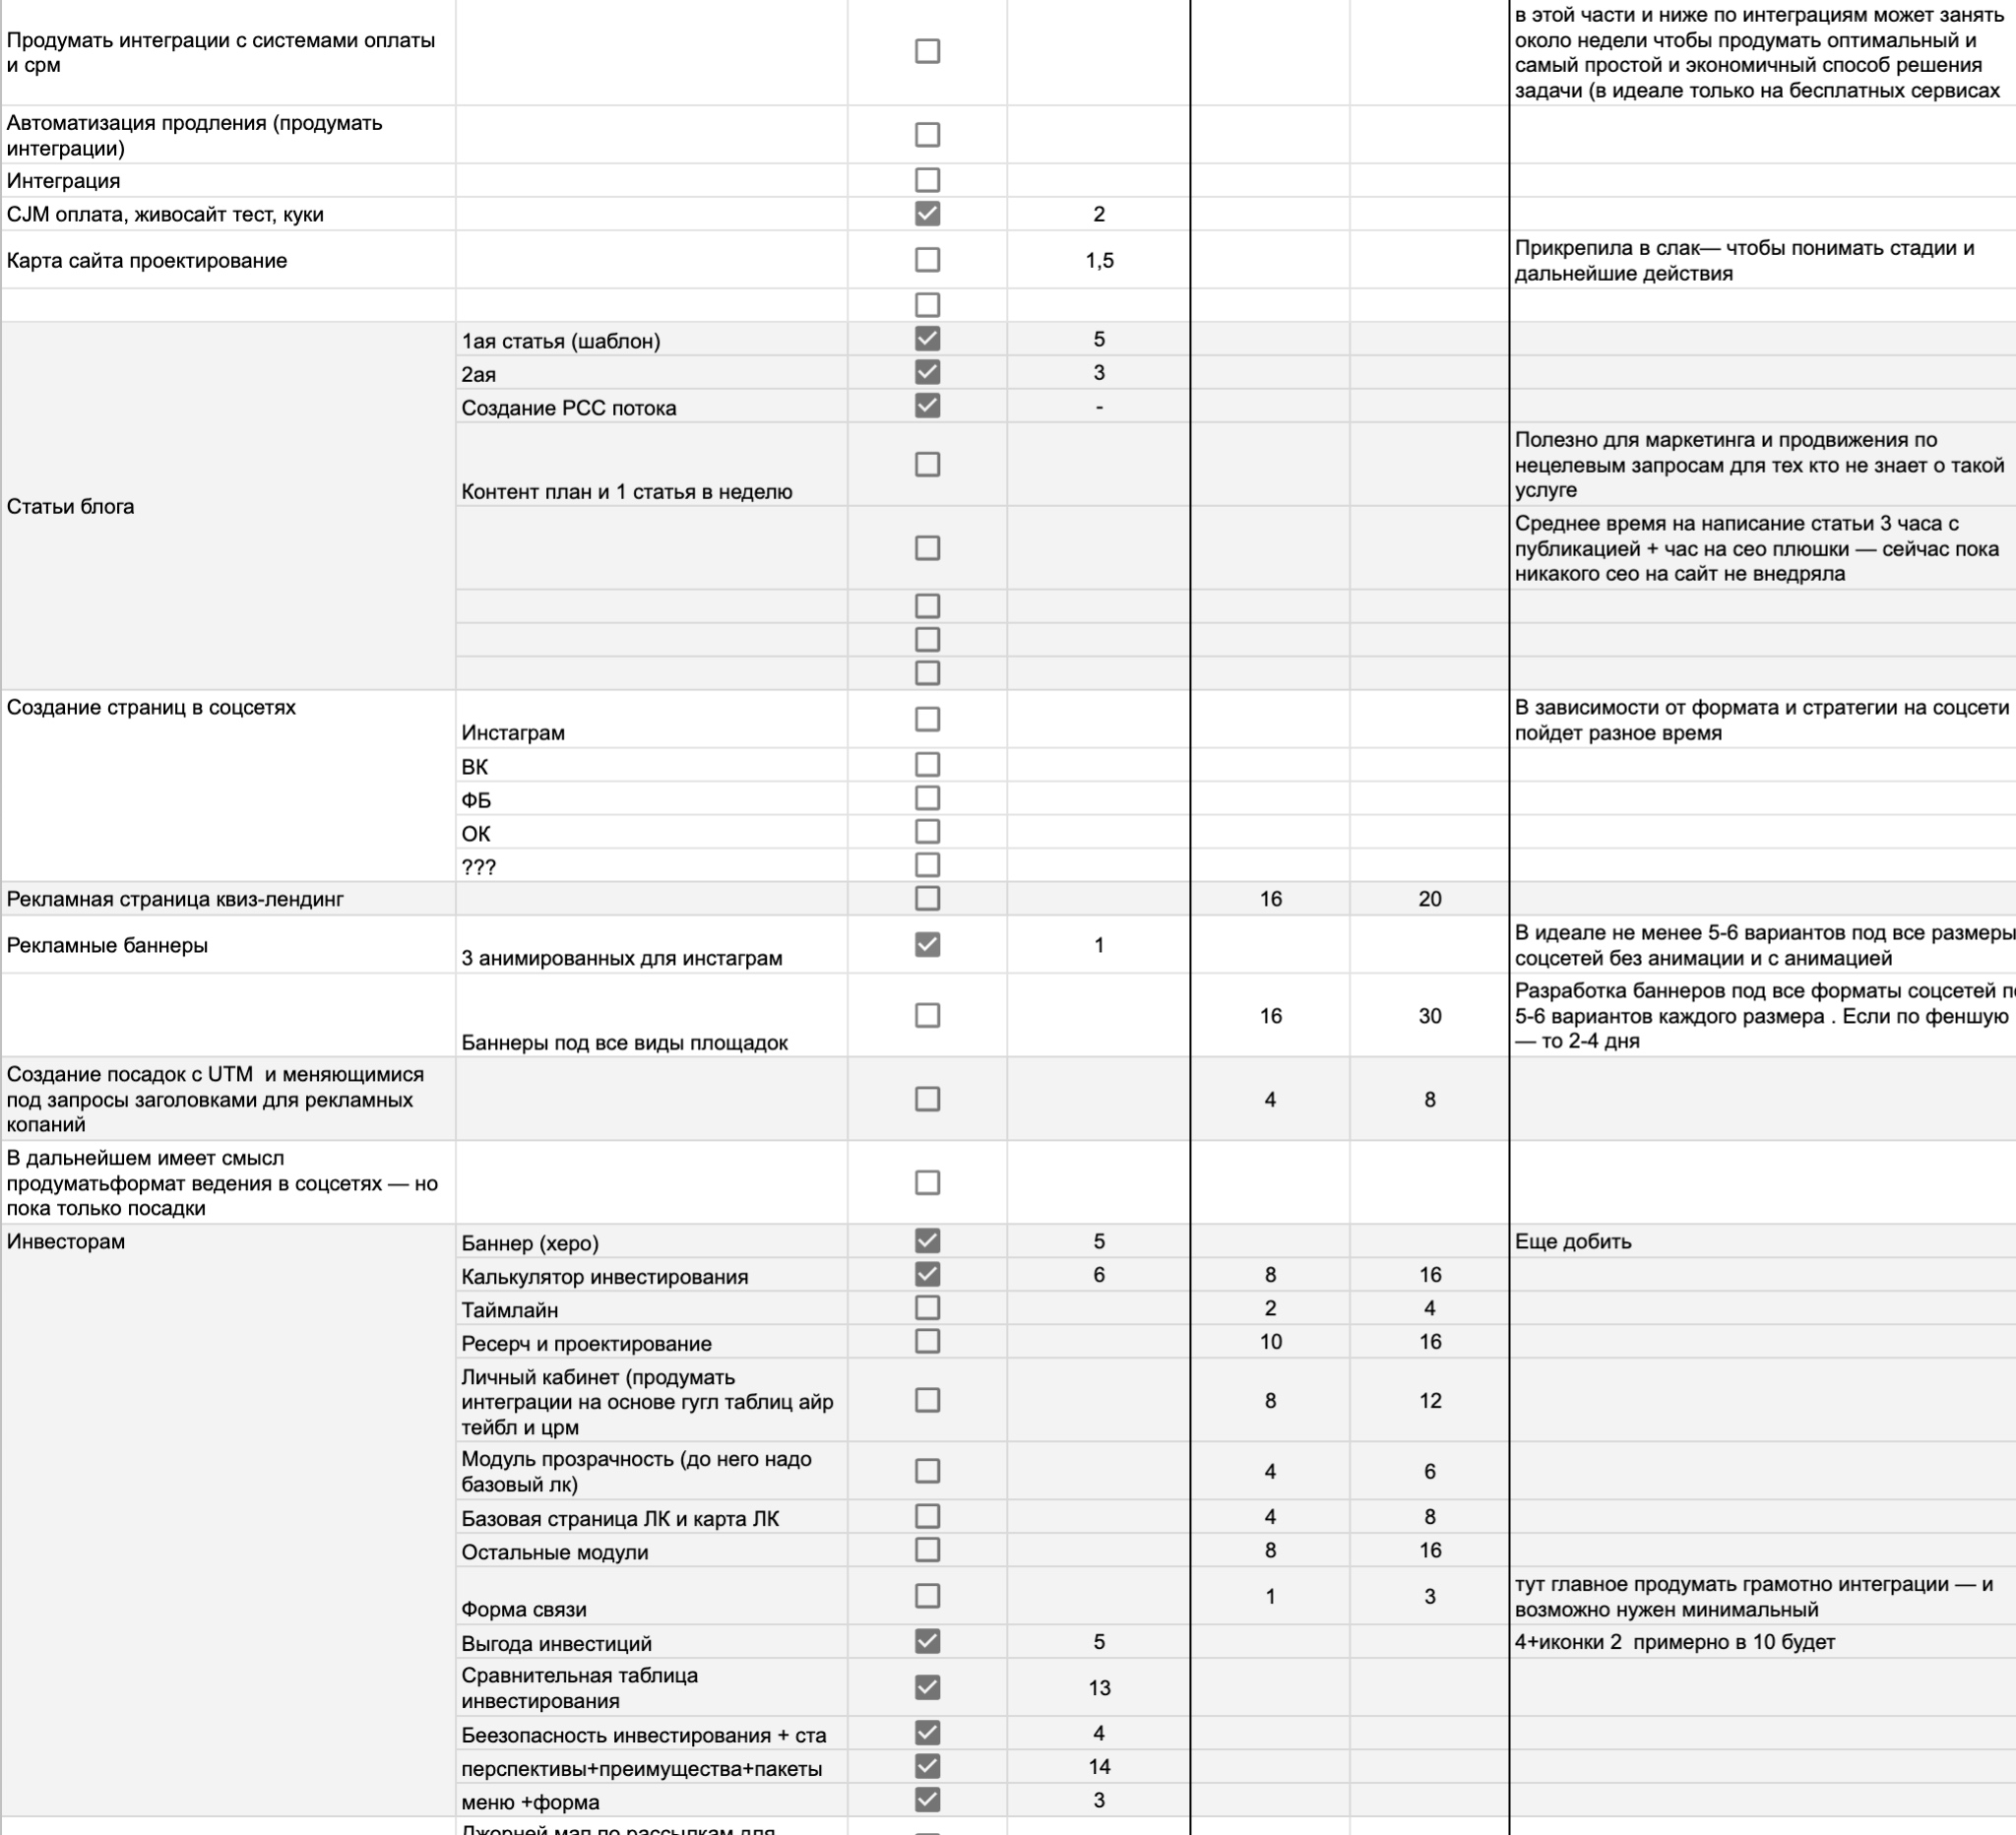 Продумать интеграции с системами оплаты
и срм
в этой части и ниже по интеграциям может занять
около недели чтобы продумать оптимальный и
самый простой и экономичный способ решения
задачи (в идеале только на бесплатных сервисах
Автоматизация продления (продумать
интеграции)
Интеграция
CJM оплата, живосайт тест, куки
2
Карта сайта проектирование
1,5
Прикрепила в слак— чтобы понимать стадии и
дальнейшие действия
Статьи блога
1ая статья (шаблон)
5
2ая
3
Создание РСС потока
-
Контент план и 1 статья в неделю
Полезно для маркетинга и продвижения по
нецелевым запросам для тех кто не знает о такой
услуге
Среднее время на написание статьи 3 часа с
публикацией + час на сео плюшки — сейчас пока
никакого сео на сайт не внедряла
Создание страниц в соцсетях
Инстаграм
В зависимости от формата и стратегии на соцсети
пойдет разное время
ВК
ФБ
ОК
???
Рекламная страница квиз-лендинг
16
20
Рекламные баннеры
3 анимированных для инстаграм
1
В идеале не менее 5-6 вариантов под все размеры
соцсетей без анимации и с анимацией
Баннеры под все виды площадок
16
30
Разработка баннеров под все форматы соцсетей
5-6 вариантов каждого размера . Если по феншую
— то 2-4 дня
Создание посадок с UTM  и меняющимися
под запросы заголовками для рекламных
копаний
4
8
В дальнейшем имеет смысл
продуматьформат ведения в соцсетях — но
пока только посадки
Инвесторам
Баннер (херо)
5
Еще добить
Калькулятор инвестирования
6
8
16
Таймлайн
2
4
Ресерч и проектирование
10
16
Личный кабинет (продумать
интеграции на основе гугл таблиц айр
тейбл и црм
8
12
Модуль прозрачность (до него надо
базовый лк)
4
6
Базовая страница ЛК и карта ЛК
4
8
Остальные модули
8
16
Форма связи
1
3
тут главное продумать грамотно интеграции — и
возможно нужен минимальный
Выгода инвестиций
5
4+иконки 2  примерно в 10 будет
Сравнительная таблица
инвестирования
13
Беезопасность инвестирования + ста
4
перспективы+преимущества+пакеты
14
меню +форма
3